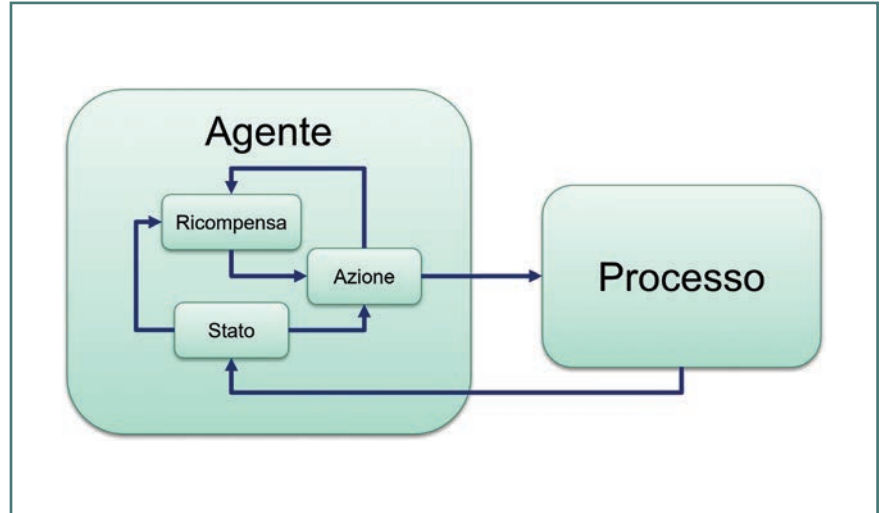 Agente
Ricompensa
Azione
Stato
Processo